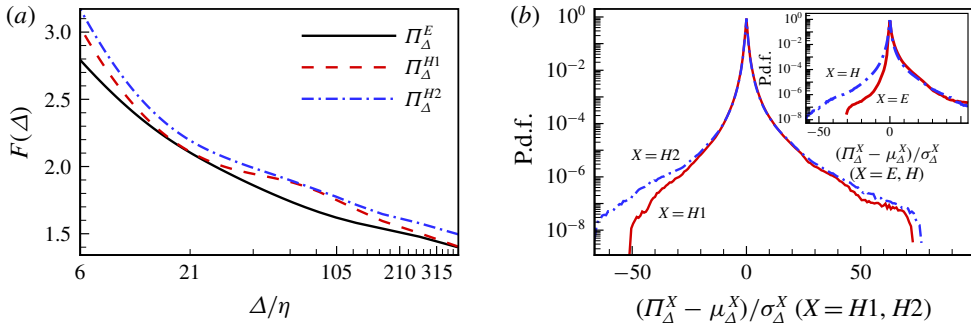 (a)
3.0
2.5
2.0
1.5
F(Δ)
Π_Δ^E
Π_Δ^{H1}
Π_Δ^{H2}
6 21 105 210 315
Δ/η
(b)
10^0
10^{-2}
10^{-4}
10^{-6}
10^{-8}
P.d.f.
X = H2
X = H1
−50 0 50
(Π_Δ^X − μ_Δ^X)/σ_Δ^X (X = H1, H2)
10^0
10^{-2}
10^{-4}
10^{-6}
10^{-8}
P.d.f.
X = H
X = E
−50 0 50
(Π_Δ^X − μ_Δ^X)/σ_Δ^X
(X = E, H)